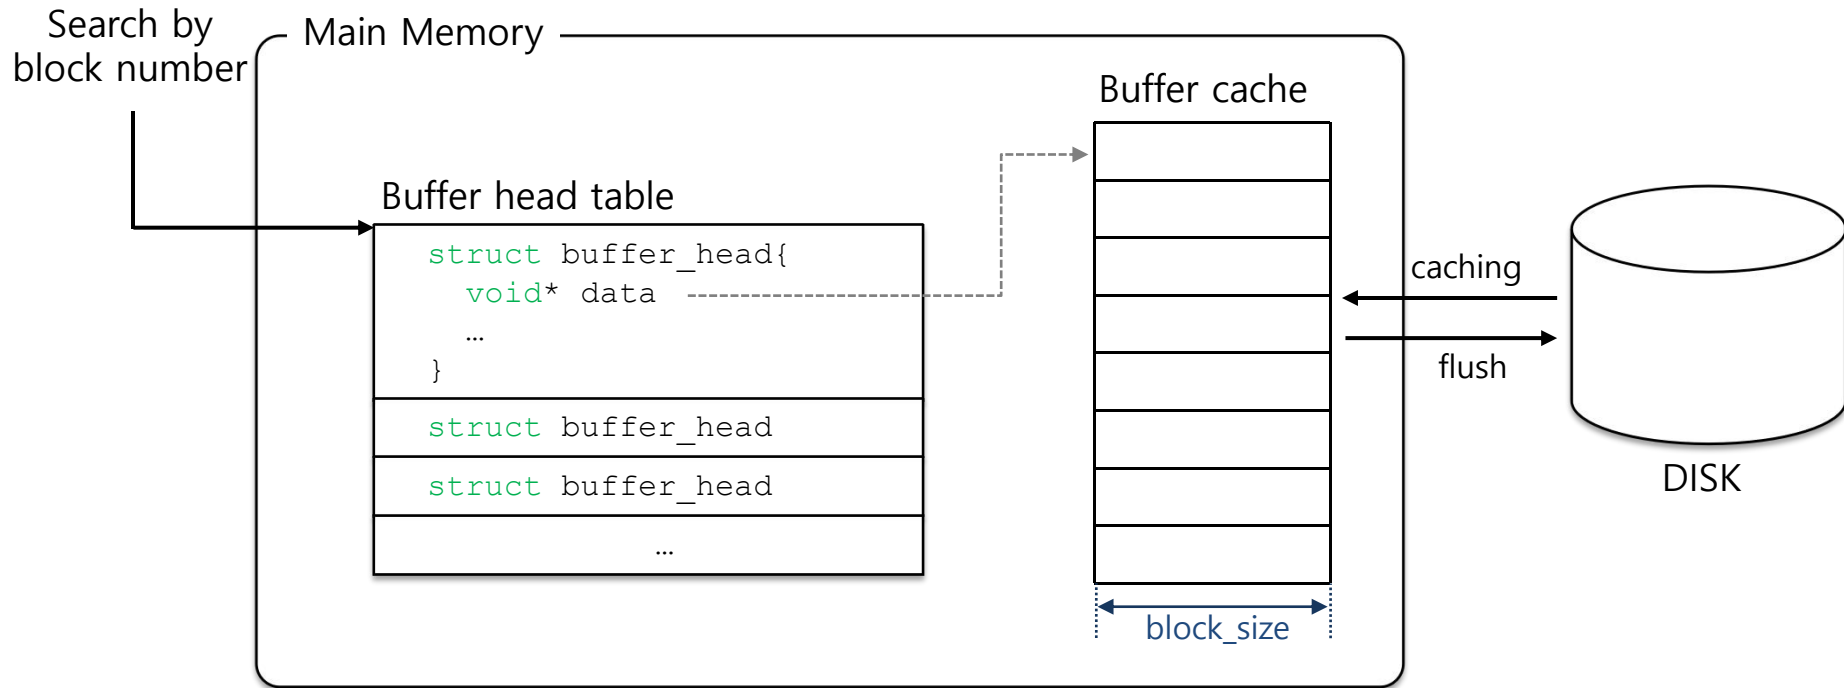 Search by
block number
Main Memory
Buffer head table
struct buffer_head{
void* data
…
}
struct buffer_head
struct buffer_head
…
Buffer cache
block_size
caching
flush
DISK